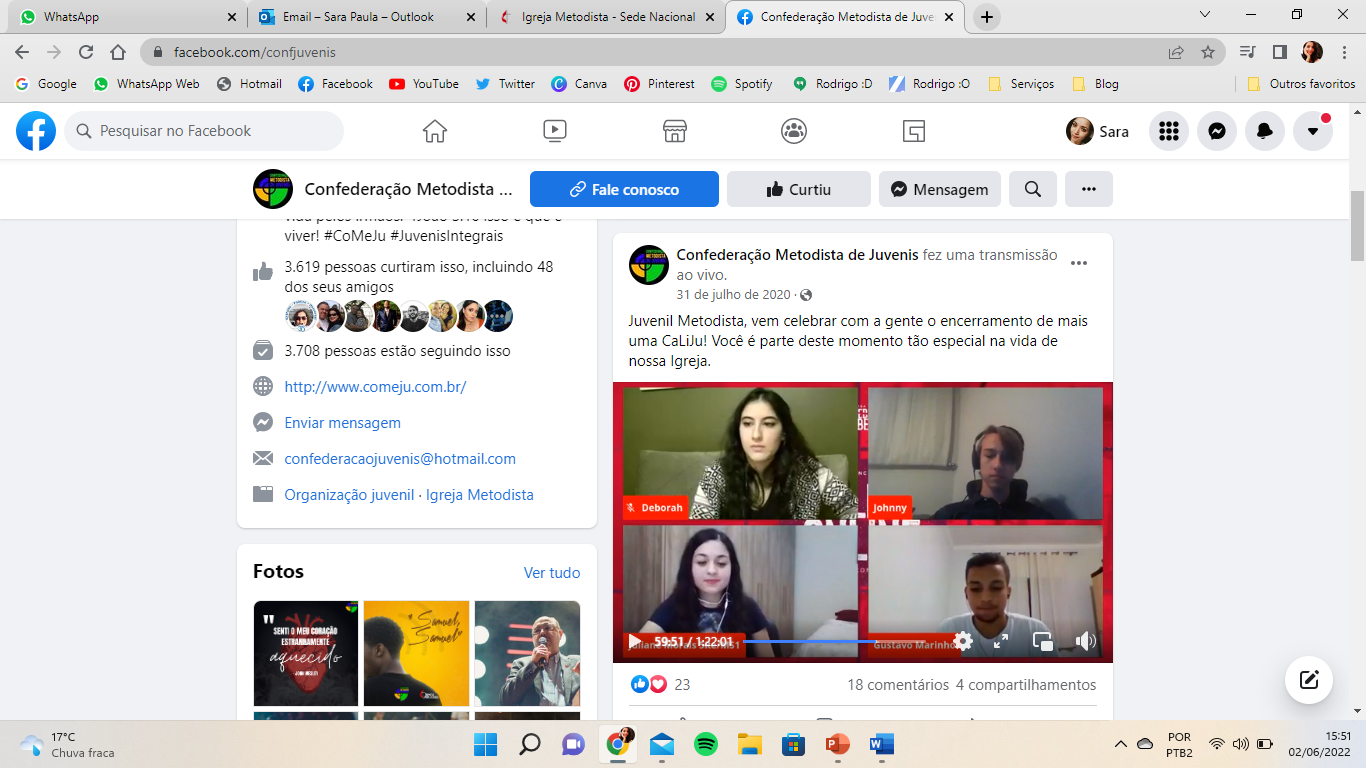 WhatsApp
Email – Sara Paula – Outlook
Igreja Metodista - Sede Nacional
Confederação Metodista de Juve
facebook.com/confjuvenis
Google
WhatsApp Web
Hotmail
Facebook
YouTube
Twitter
Canva
Pinterest
Spotify
Rodrigo :D
Rodrigo :O
Serviços
Blog
Outros favoritos
Pesquisar no Facebook
Sara
Confederação Metodista ...
Fale conosco
Curtiu
Mensagem
viver! #CoMeJu #JuvenisIntegrais
3.619 pessoas curtiram isso, incluindo 48
dos seus amigos
3.708 pessoas estão seguindo isso
http://www.comeju.com.br/
Enviar mensagem
confederacaojuvenis@hotmail.com
Organização juvenil · Igreja Metodista
Fotos
Ver tudo
"SENTI O MEU CORAÇÃO
ESTRANHAMENTE
aquecido
JOHN WESLEY
Samuel,
Samuel
Confederação Metodista de Juvenis fez uma transmissão
ao vivo.
31 de julho de 2020 ·
Juvenil Metodista, vem celebrar com a gente o encerramento de mais
uma CaLiJu! Você é parte deste momento tão especial na vida de
nossa Igreja.
Deborah
Johnny
59:51 / 1:22:01
Gustavo Marinho
23
18 comentários
4 compartilhamentos
17°C
Chuva fraca
POR
PTB2
15:51
02/06/2022